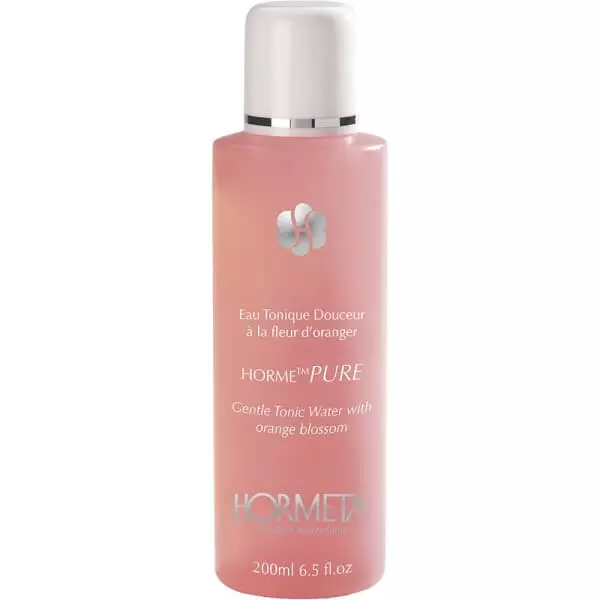 Eau Tonique Douceur
à la fleur d'oranger
HORME™PURE
Gentle Tonic Water with
orange blossom
HORMETA
200ml 6.5 fl.oz